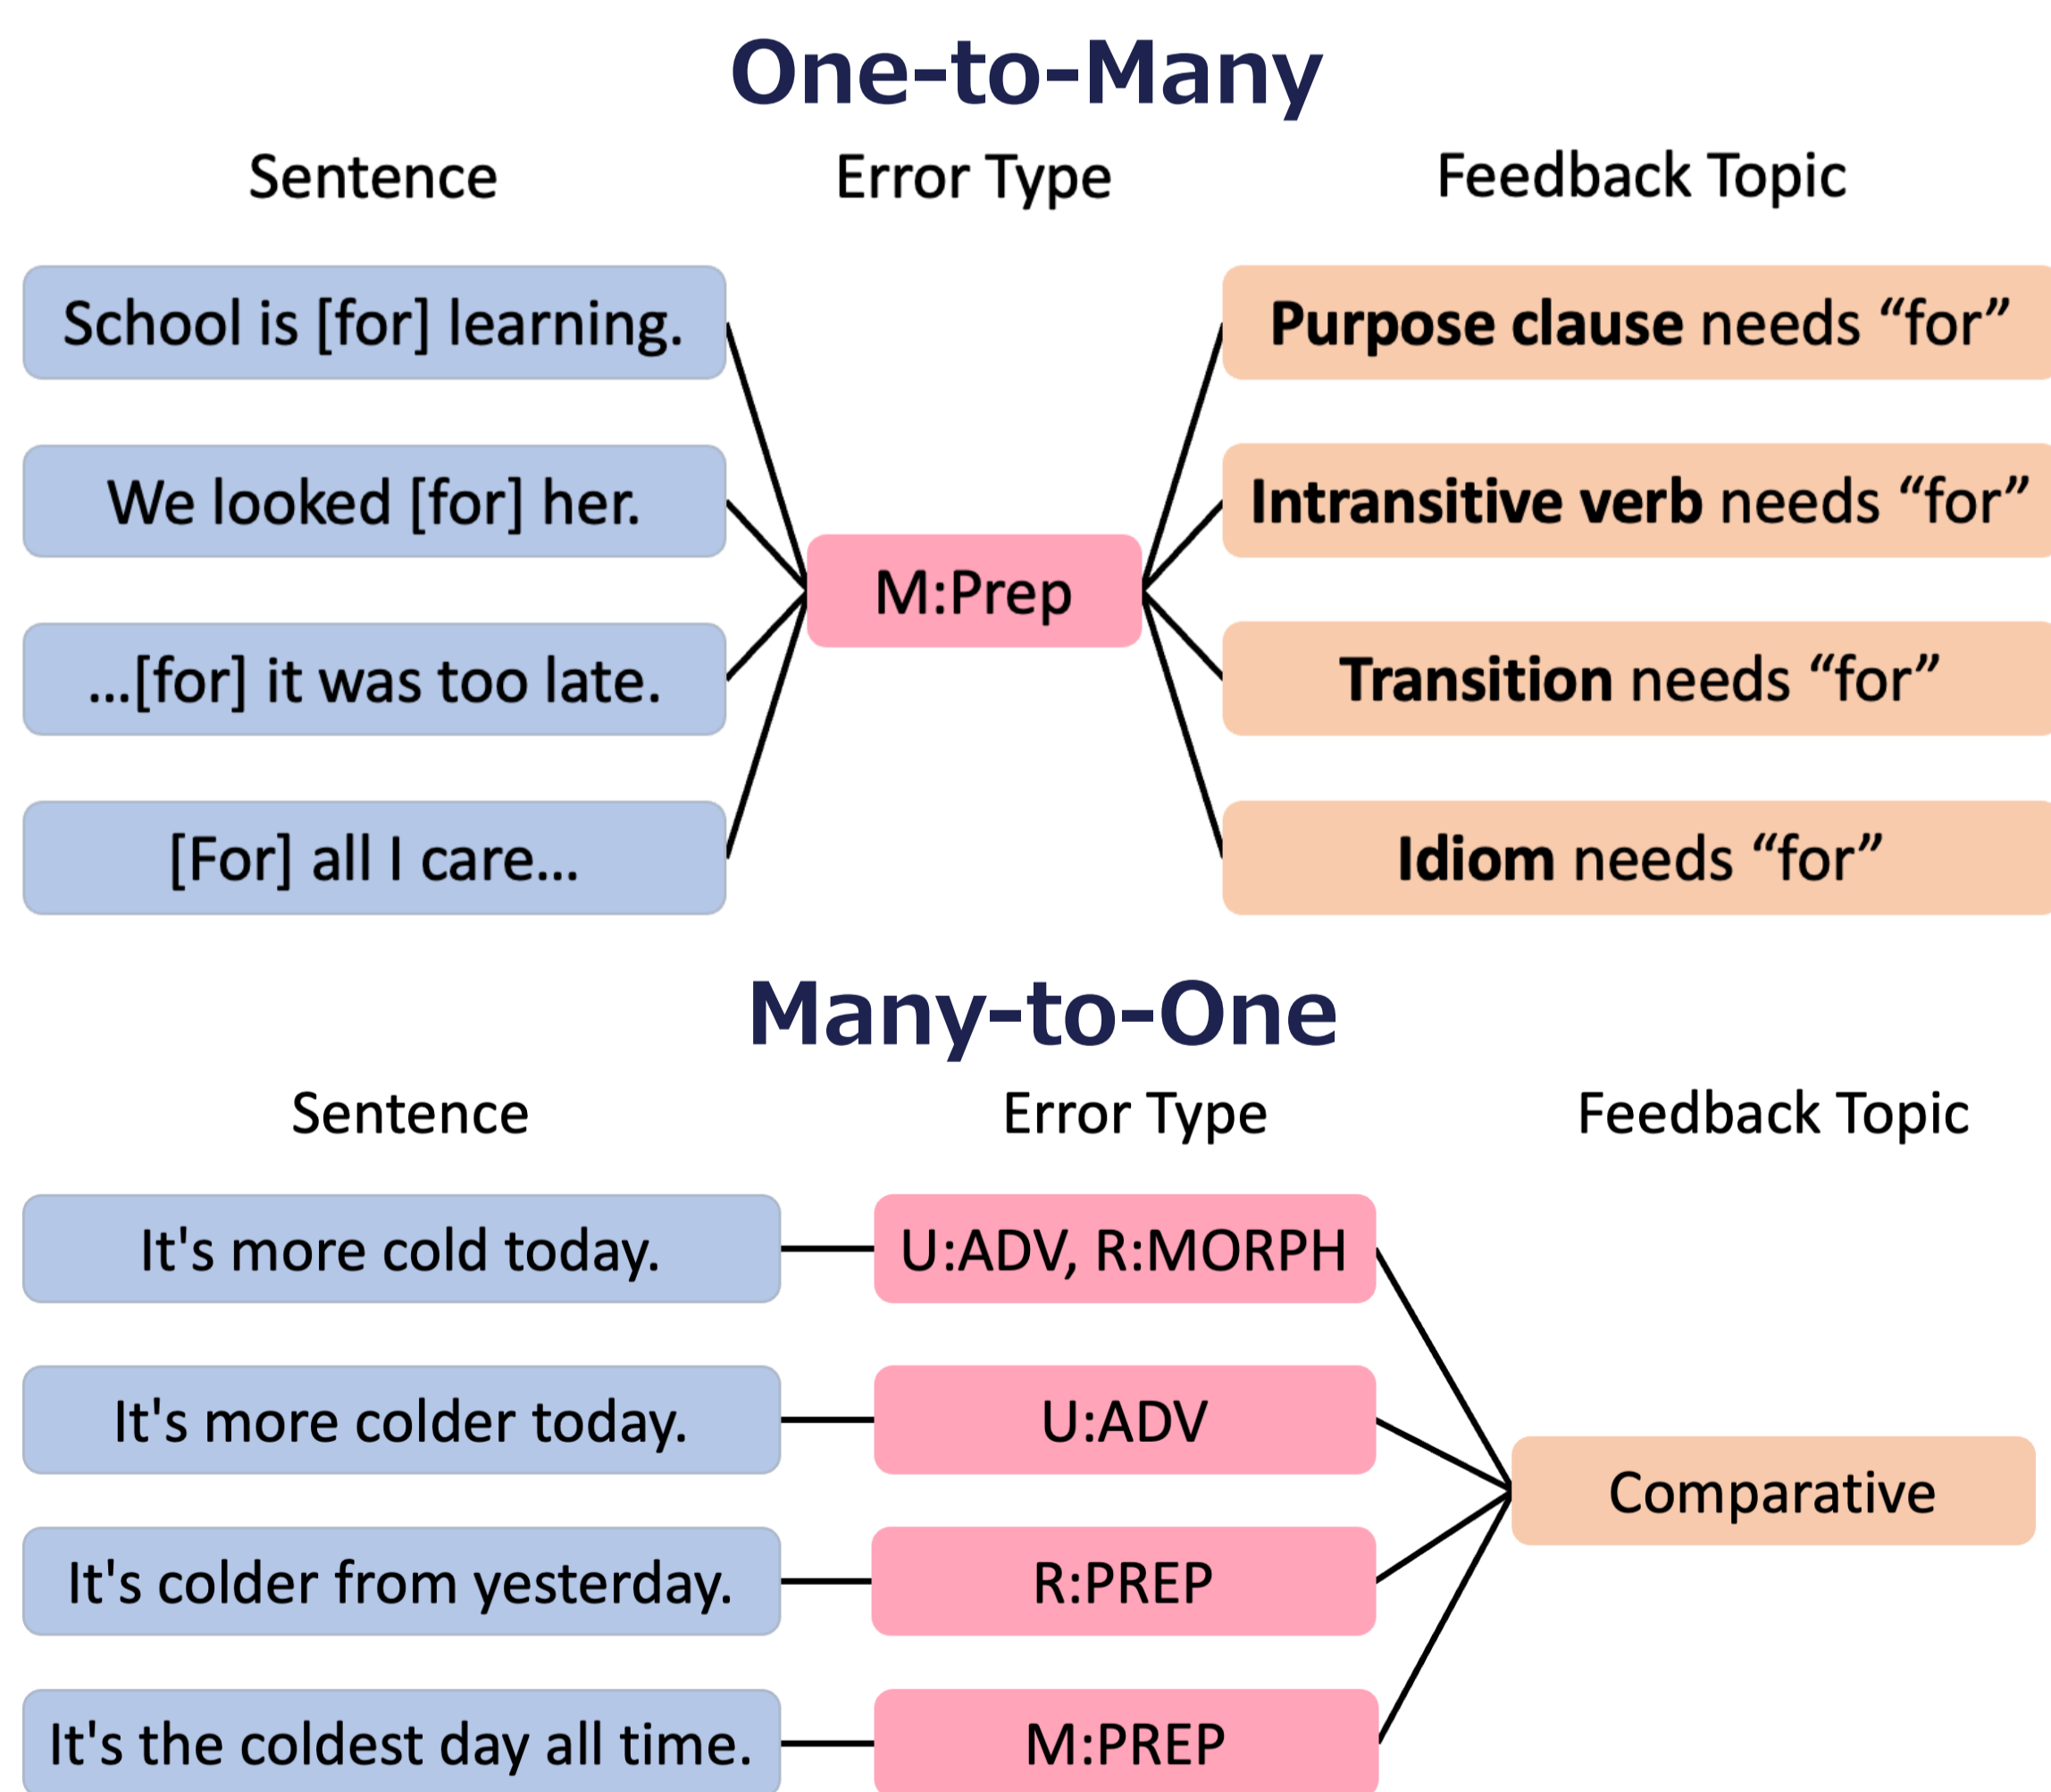 One-to-Many
Sentence Error Type Feedback Topic
School is [for] learning.
Purpose clause needs “for”
We looked [for] her.
Intransitive verb needs “for”
M:Prep
...[for] it was too late.
Transition needs “for”
[For] all I care...
Idiom needs “for”
Many-to-One
Sentence Error Type Feedback Topic
It's more cold today.
U:ADV, R:MORPH
It's more colder today.
U:ADV
Comparative
It's colder from yesterday.
R:PREP
It's the coldest day all time.
M:PREP